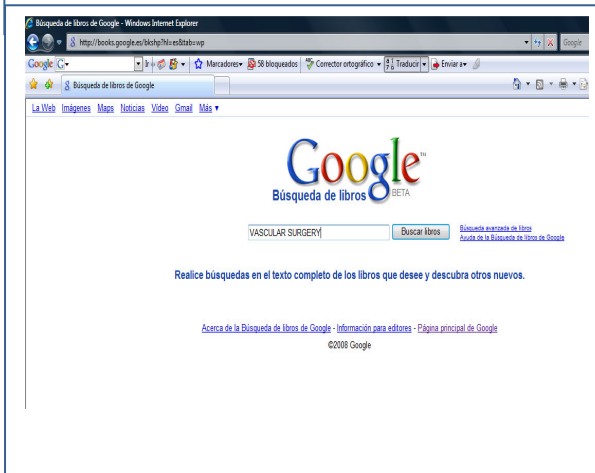 Búsqueda de libros de Google - Windows Internet Explorer
http://books.google.es/bkshp?hl=es&tab=wp
Google
Google G Ir Marcadores 58 bloqueados Corrector ortográfico Traducir Enviar a
Búsqueda de libros de Google
La Web Imágenes Maps Noticias Vídeo Gmail Más ▼
Google™
Búsqueda de libros BETA
VASCULAR SURGERY Buscar libros Búsqueda avanzada de libros
Ayuda de la Búsqueda de libros de Google
Realice búsquedas en el texto completo de los libros que desee y descubra otros nuevos.
Acerca de la Búsqueda de libros de Google - Información para editores - Página principal de Google
©2008 Google